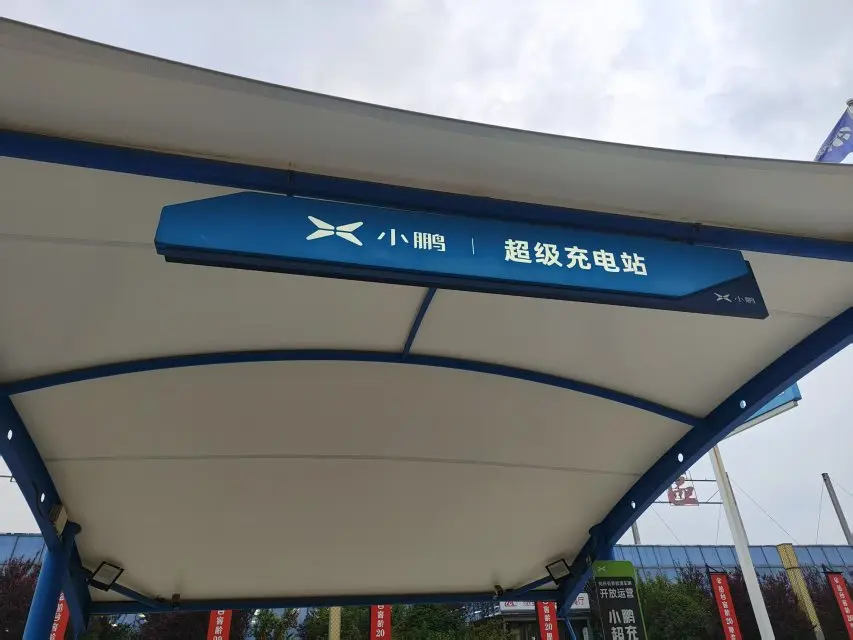 小鹏 | 超级充电站
小鹏
开放运营
小鹏
超充